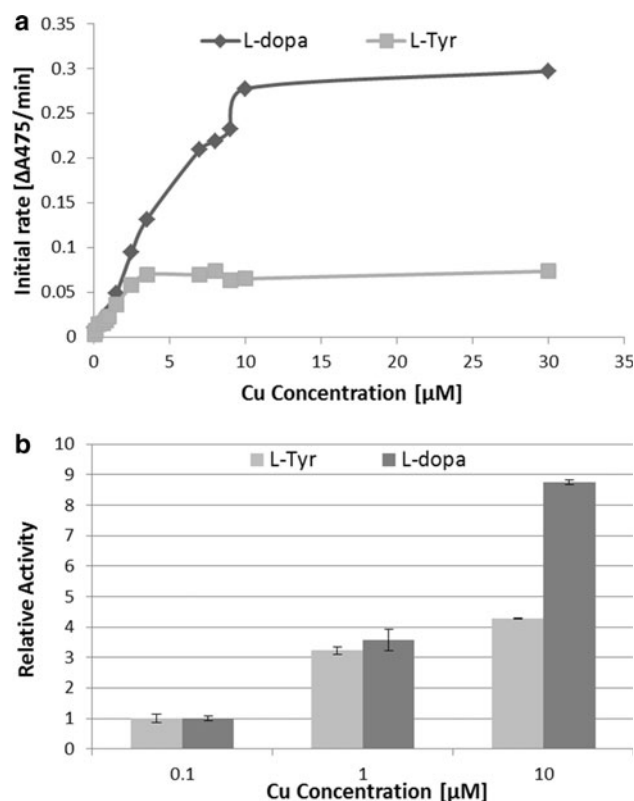 a
L-dopa L-Tyr
0.35
0.3
0.25
0.2
0.15
0.1
0.05
0
Initial rate [ΔA475/min]
0 5 10 15 20 25 30 35
Cu Concentration [µM]
b
L-Tyr L-dopa
10
9
8
7
6
5
4
3
2
1
0
Relative Activity
0.1 1 10
Cu Concentration [µM]